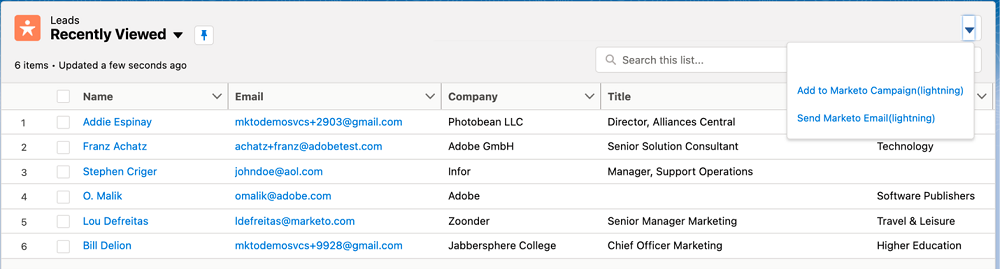 Leads
Recently Viewed
6 items • Updated a few seconds ago
Search this list...
Add to Marketo Campaign(lightning)
Send Marketo Email(lightning)
Name Email Company Title
1 Addie Espinay mktodemosvcs+2903@gmail.com Photobean LLC Director, Alliances Central
2 Franz Achatz achatz+franz@adobetest.com Adobe GmbH Senior Solution Consultant Technology
3 Stephen Criger johndoe@aol.com Infor Manager, Support Operations
4 O. Malik omalik@adobe.com Adobe Software Publishers
5 Lou Defreitas ldefreitas@marketo.com Zoonder Senior Manager Marketing Travel & Leisure
6 Bill Delion mktodemosvcs+9928@gmail.com Jabbersphere College Chief Officer Marketing Higher Education